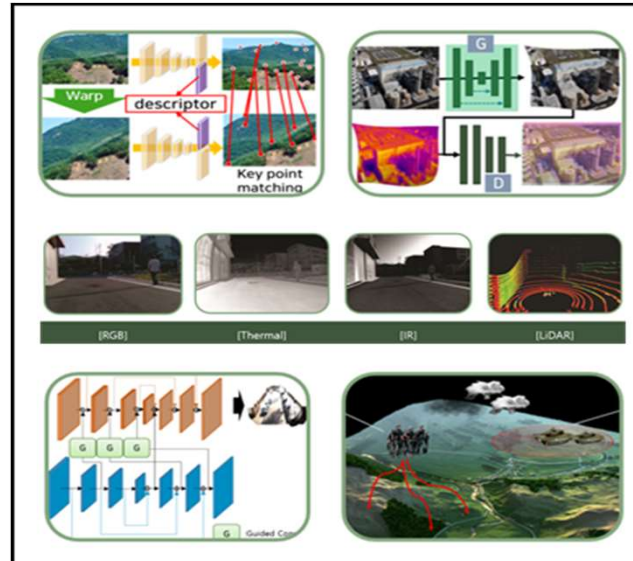 Warp
descriptor
Key point
matching
G
D
[RGB] [Thermal] [IR] [LiDAR]
G G G
G Guided Con